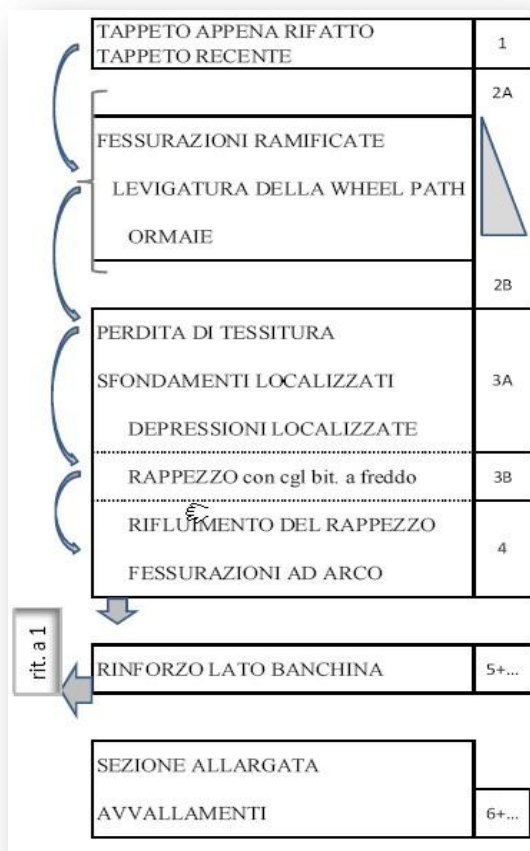 TAPPETO APPENA RIFATTO
TAPPETO RECENTE
1
2A
FESSURAZIONI RAMIFICATE
LEVIGATURA DELLA WHEEL PATH
ORMAIE
2B
PERDITA DI TESSITURA
SFONDAMENTI LOCALIZZATI
3A
DEPRESSIONI LOCALIZZATE
RAPPEZZO con cgl bit. a freddo
3B
RIFLUIMENTO DEL RAPPEZZO
4
FESSURAZIONI AD ARCO
rit. a 1
RINFORZO LATO BANCHINA
5+...
SEZIONE ALLARGATA
AVVALLAMENTI
6+...